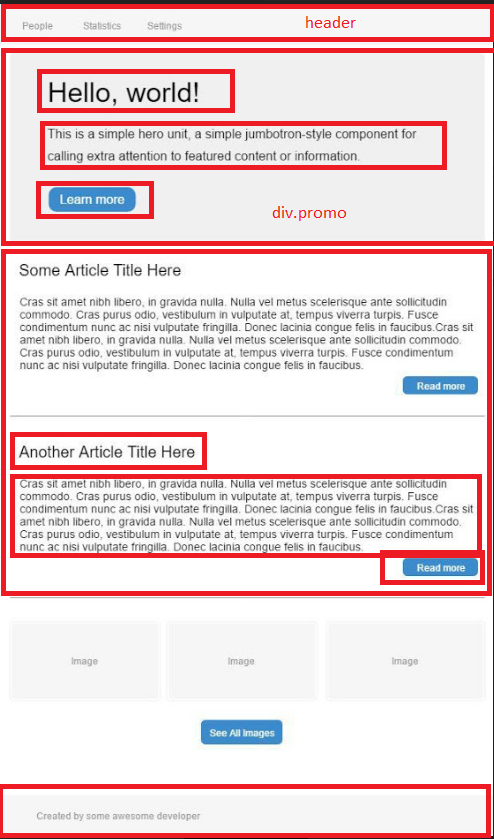 People Statistics Settings header
Hello, world!
This is a simple hero unit, a simple jumbotron-style component for
calling extra attention to featured content or information.
Learn more
div.promo
Some Article Title Here
Cras sit amet nibh libero, in gravida nulla. Nulla vel metus scelerisque ante sollicitudin
commodo. Cras purus odio, vestibulum in vulputate at, tempus viverra turpis. Fusce
condimentum nunc ac nisi vulputate fringilla. Donec lacinia congue felis in faucibus.Cras sit
amet nibh libero, in gravida nulla. Nulla vel metus scelerisque ante sollicitudin commodo.
Cras purus odio, vestibulum in vulputate at, tempus viverra turpis. Fusce condimentum
nunc ac nisi vulputate fringilla. Donec lacinia congue felis in faucibus.
Read more
Another Article Title Here
Cras sit amet nibh libero, in gravida nulla. Nulla vel metus scelerisque ante sollicitudin
commodo. Cras purus odio, vestibulum in vulputate at, tempus viverra turpis. Fusce
condimentum nunc ac nisi vulputate fringilla. Donec lacinia congue felis in faucibus.Cras sit
amet nibh libero, in gravida nulla. Nulla vel metus scelerisque ante sollicitudin commodo.
Cras purus odio, vestibulum in vulputate at, tempus viverra turpis. Fusce condimentum
nunc ac nisi vulputate fringilla. Donec lacinia congue felis in faucibus.
Read more
Image Image Image
See All Images
Created by some awesome developer